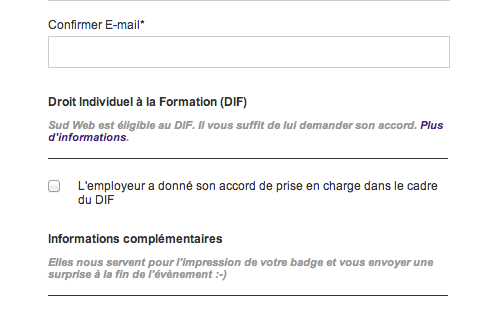 Confirmer E-mail*
Droit Individuel à la Formation (DIF)
Sud Web est éligible au DIF. Il vous suffit de lui demander son accord. Plus
d'informations.
L'employeur a donné son accord de prise en charge dans le cadre
du DIF
Informations complémentaires
Elles nous servent pour l'impression de votre badge et vous envoyer une
surprise à la fin de l'évènement :-)